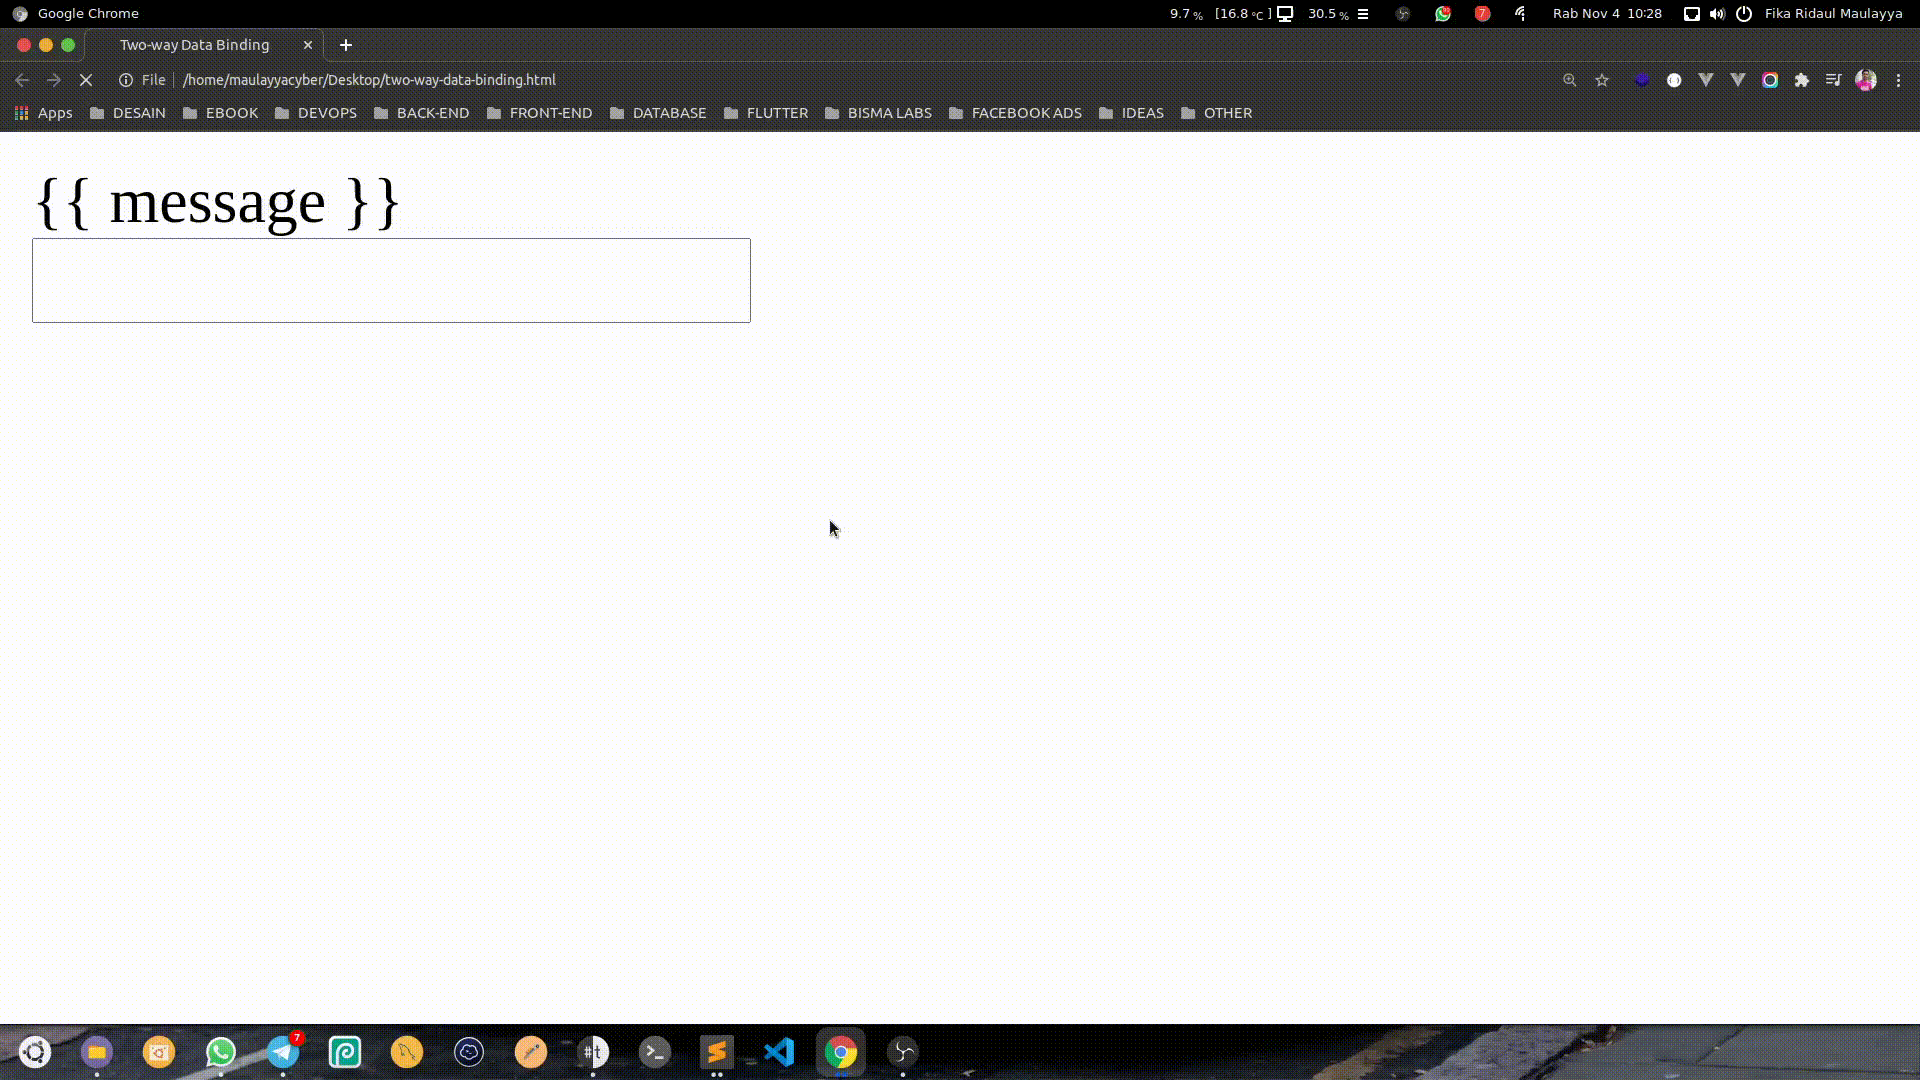 Google Chrome 9.7 % [16.8 °C ] 30.5 % 7 Rab Nov 4 10:28 Fika Ridaul Maulayya
Two-way Data Binding
File /home/maulayyacyber/Desktop/two-way-data-binding.html
Apps DESAIN EBOOK DEVOPS BACK-END FRONT-END DATABASE FLUTTER BISMA LABS FACEBOOK ADS IDEAS OTHER
{{ message }}
7
#t